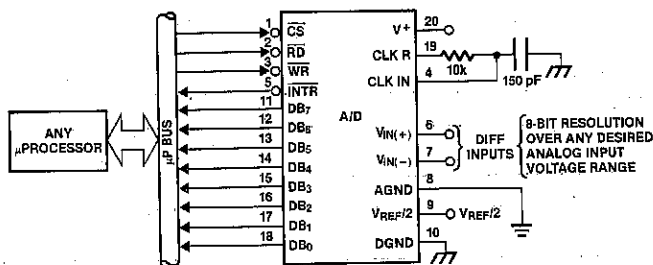 1 CS
2 RD
3 WR
5 INTR
11 DB7
12 DB6
13 DB5
14 DB4
15 DB3
16 DB2
17 DB1
18 DB0
ANY
μPROCESSOR
μP BUS
A/D
V+ 20
CLK R 19
10k
CLK IN 4
150 pF
VIN(+) 6
VIN(−) 7
DIFF
INPUTS
8-BIT RESOLUTION
OVER ANY DESIRED
ANALOG INPUT
VOLTAGE RANGE
AGND 8
VREF/2 9 VREF/2
DGND 10